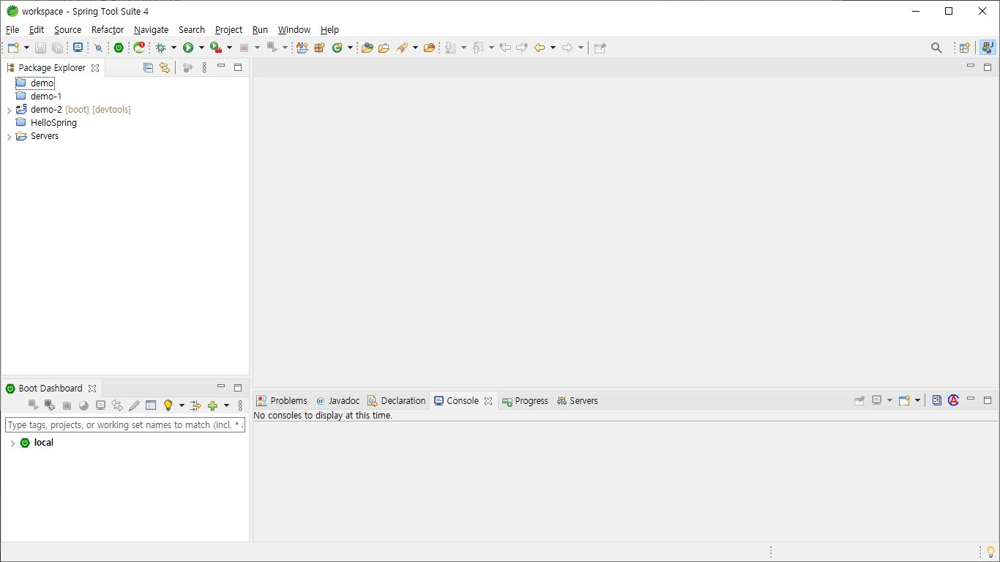 workspace - Spring Tool Suite 4
File Edit Source Refactor Navigate Search Project Run Window Help
Package Explorer
demo
demo-1
demo-2 [boot] [devtools]
HelloSpring
Servers
Boot Dashboard
Type tags, projects, or working set names to match (incl. *
local
Problems @ Javadoc Declaration Console Progress Servers
No consoles to display at this time.